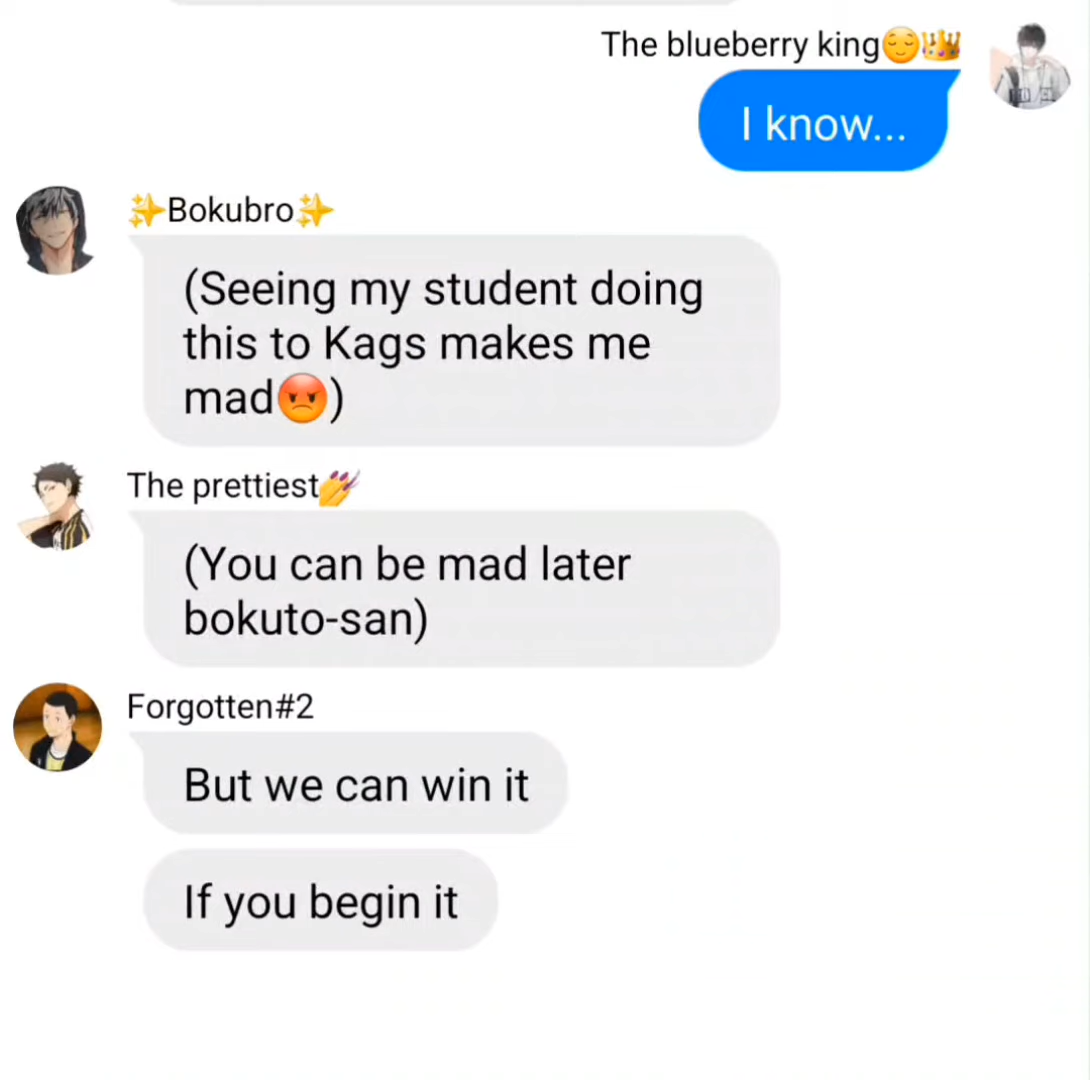 The blueberry king😌👑
I know...
✨Bokubro✨
(Seeing my student doing
this to Kags makes me
mad😡)
The prettiest💅
(You can be mad later
bokuto-san)
Forgotten#2
But we can win it
If you begin it